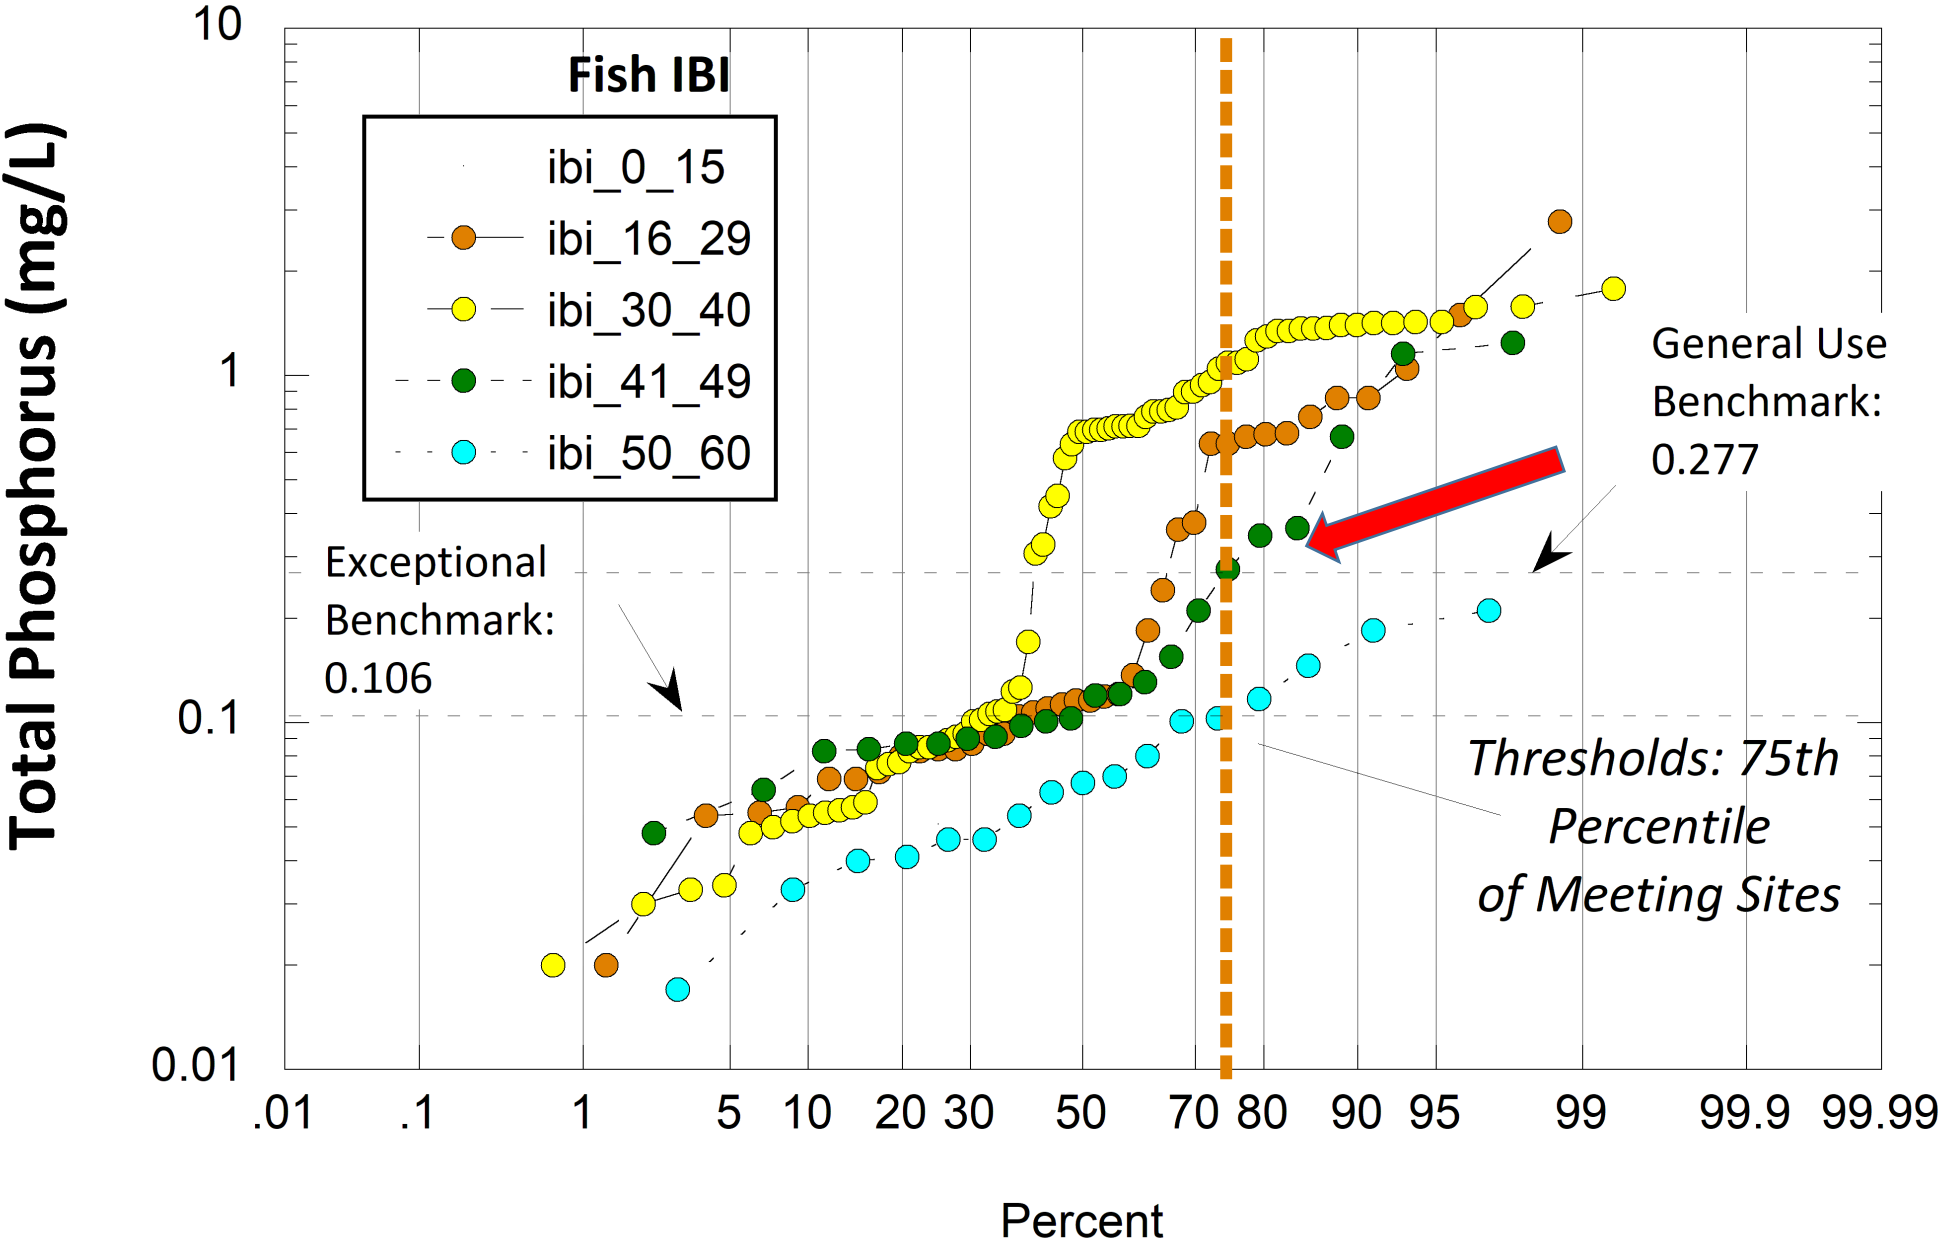 Total Phosphorus (mg/L)
10
1
0.1
0.01
Fish IBI
ibi_0_15
ibi_16_29
ibi_30_40
ibi_41_49
ibi_50_60
Exceptional
Benchmark:
0.106
General Use
Benchmark:
0.277
Thresholds: 75th
Percentile
of Meeting Sites
.01 .1 1 5 10 20 30 50 70 80 90 95 99 99.9 99.99
Percent